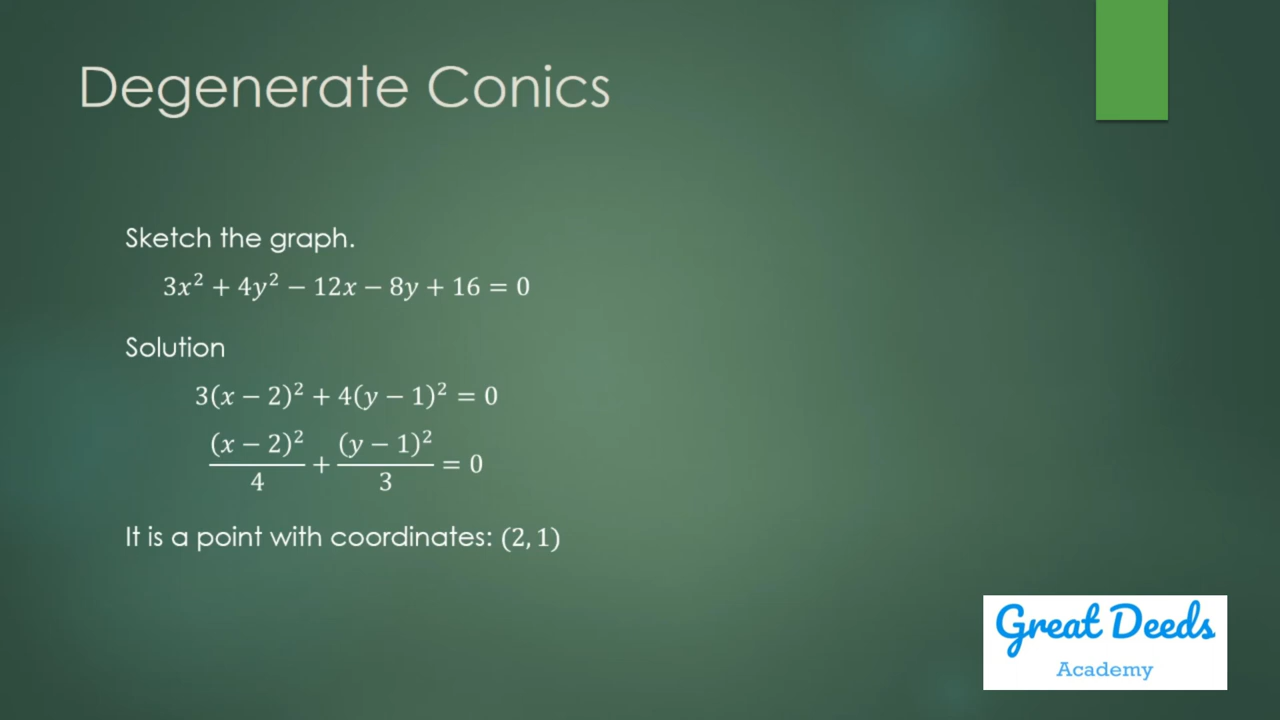 Degenerate Conics
Sketch the graph.
3x² + 4y² − 12x − 8y + 16 = 0
Solution
3(x − 2)² + 4(y − 1)² = 0
(x − 2)²/4 + (y − 1)²/3 = 0
It is a point with coordinates: (2, 1)
Great Deeds
Academy